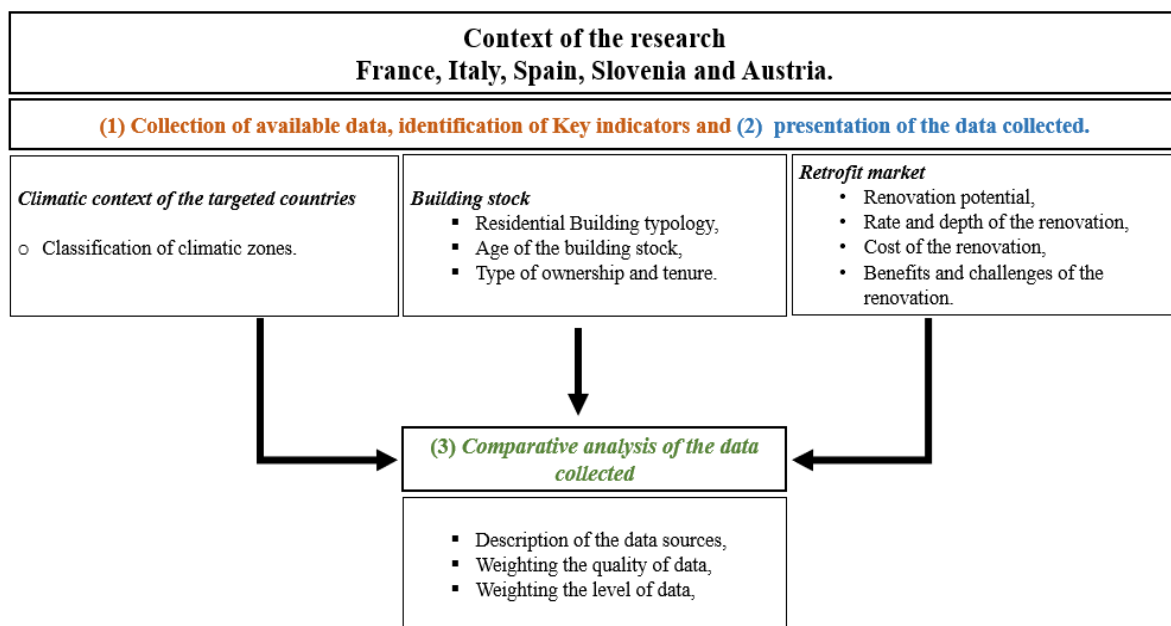 Context of the research
France, Italy, Spain, Slovenia and Austria.
(1) Collection of available data, identification of Key indicators and (2) presentation of the data collected.
Climatic context of the targeted countries
o Classification of climatic zones.
Building stock
▪ Residential Building typology,
▪ Age of the building stock,
▪ Type of ownership and tenure.
Retrofit market
• Renovation potential,
• Rate and depth of the renovation,
• Cost of the renovation,
• Benefits and challenges of the
renovation.
(3) Comparative analysis of the data
collected
▪ Description of the data sources,
▪ Weighting the quality of data,
▪ Weighting the level of data,